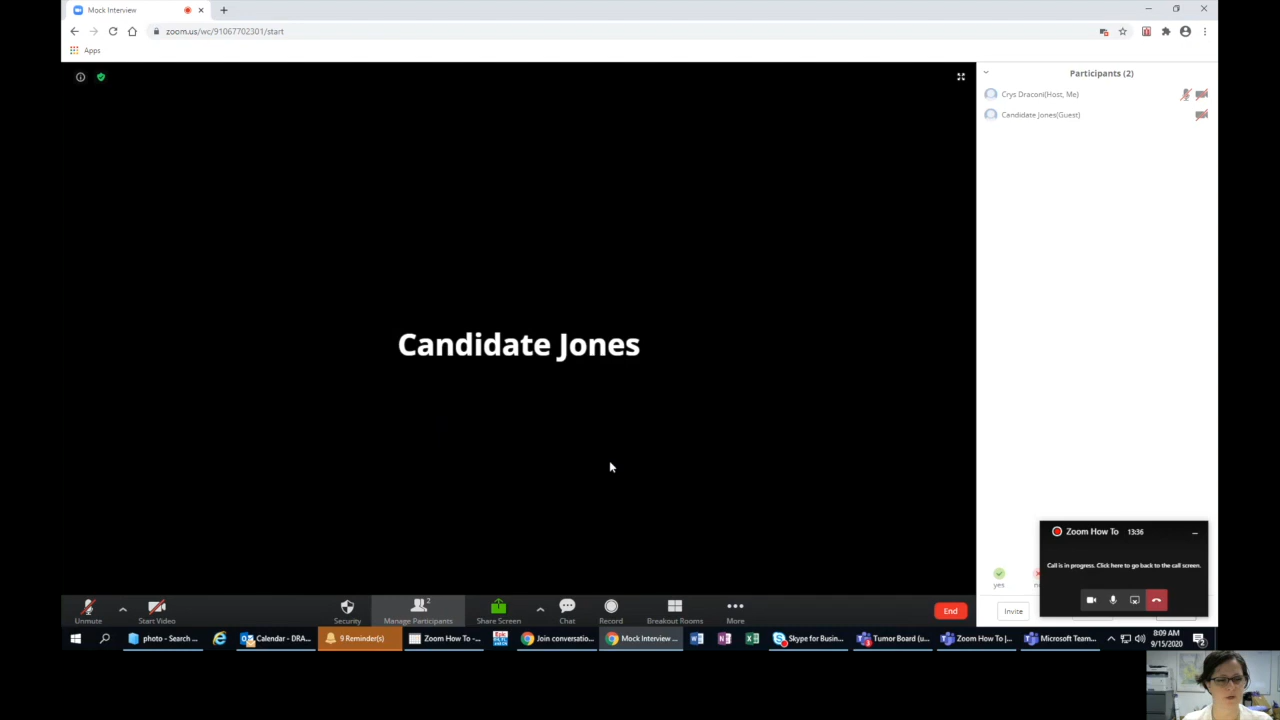 Mock Interview
zoom.us/wc/91067702301/start
Apps
Participants (2)
Crys Draconi(Host, Me)
Candidate Jones(Guest)
Candidate Jones
Zoom How To 13:36
Call is in progress. Click here to go back to the call screen.
yes
Invite
2
Unmute
Start Video
Security
Manage Participants
Share Screen
Chat
Record
Breakout Rooms
More
End
photo - Search ...
Calendar - DRA...
9 Reminder(s)
Zoom How To -...
Join conversatio...
Mock Interview ...
Skype for Busin...
Tumor Board (u...
Zoom How To |...
Microsoft Team...
8:09 AM
9/15/2020